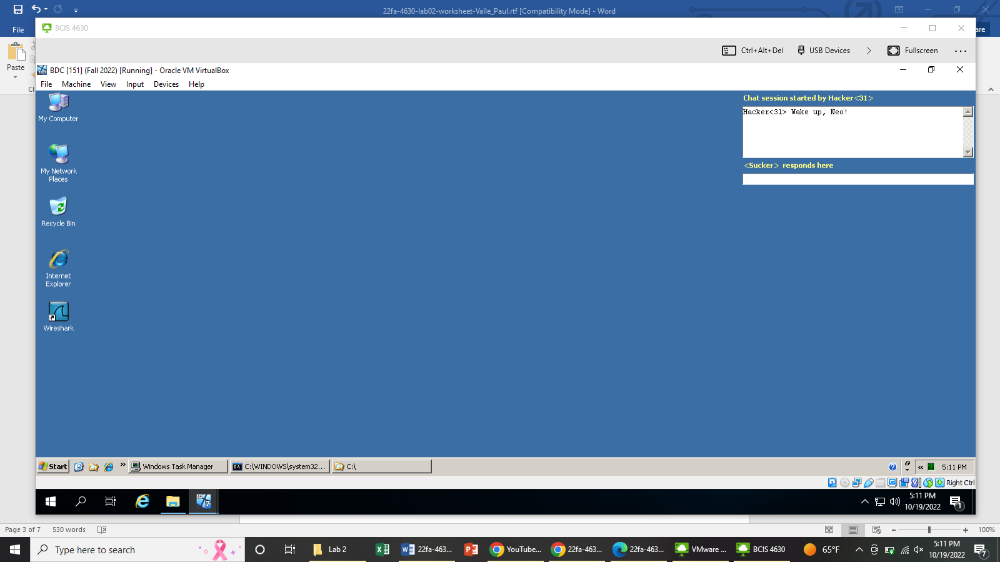 22fa-4630-lab02-worksheet-Valle_Paul.rtf [Compatibility Mode] - Word
File
are
Paste
Cl
BCIS 4630
Ctrl+Alt+Del
USB Devices
Fullscreen
BDC [151] (Fall 2022) [Running] - Oracle VM VirtualBox
File Machine View Input Devices Help
My Computer
My Network
Places
Recycle Bin
Internet
Explorer
Wireshark
Chat session started by Hacker<31>
Hacker<31> Wake up, Neo!
<Sucker> responds here
Start
Windows Task Manager
C:\WINDOWS\system32...
C:\
5:11 PM
Right Ctrl
5:11 PM
10/19/2022
1
Page 3 of 7 530 words
100%
Type here to search
Lab 2
22fa-463...
YouTube...
22fa-463...
22fa-463...
VMware ...
BCIS 4630
65°F
5:11 PM
10/19/2022
7